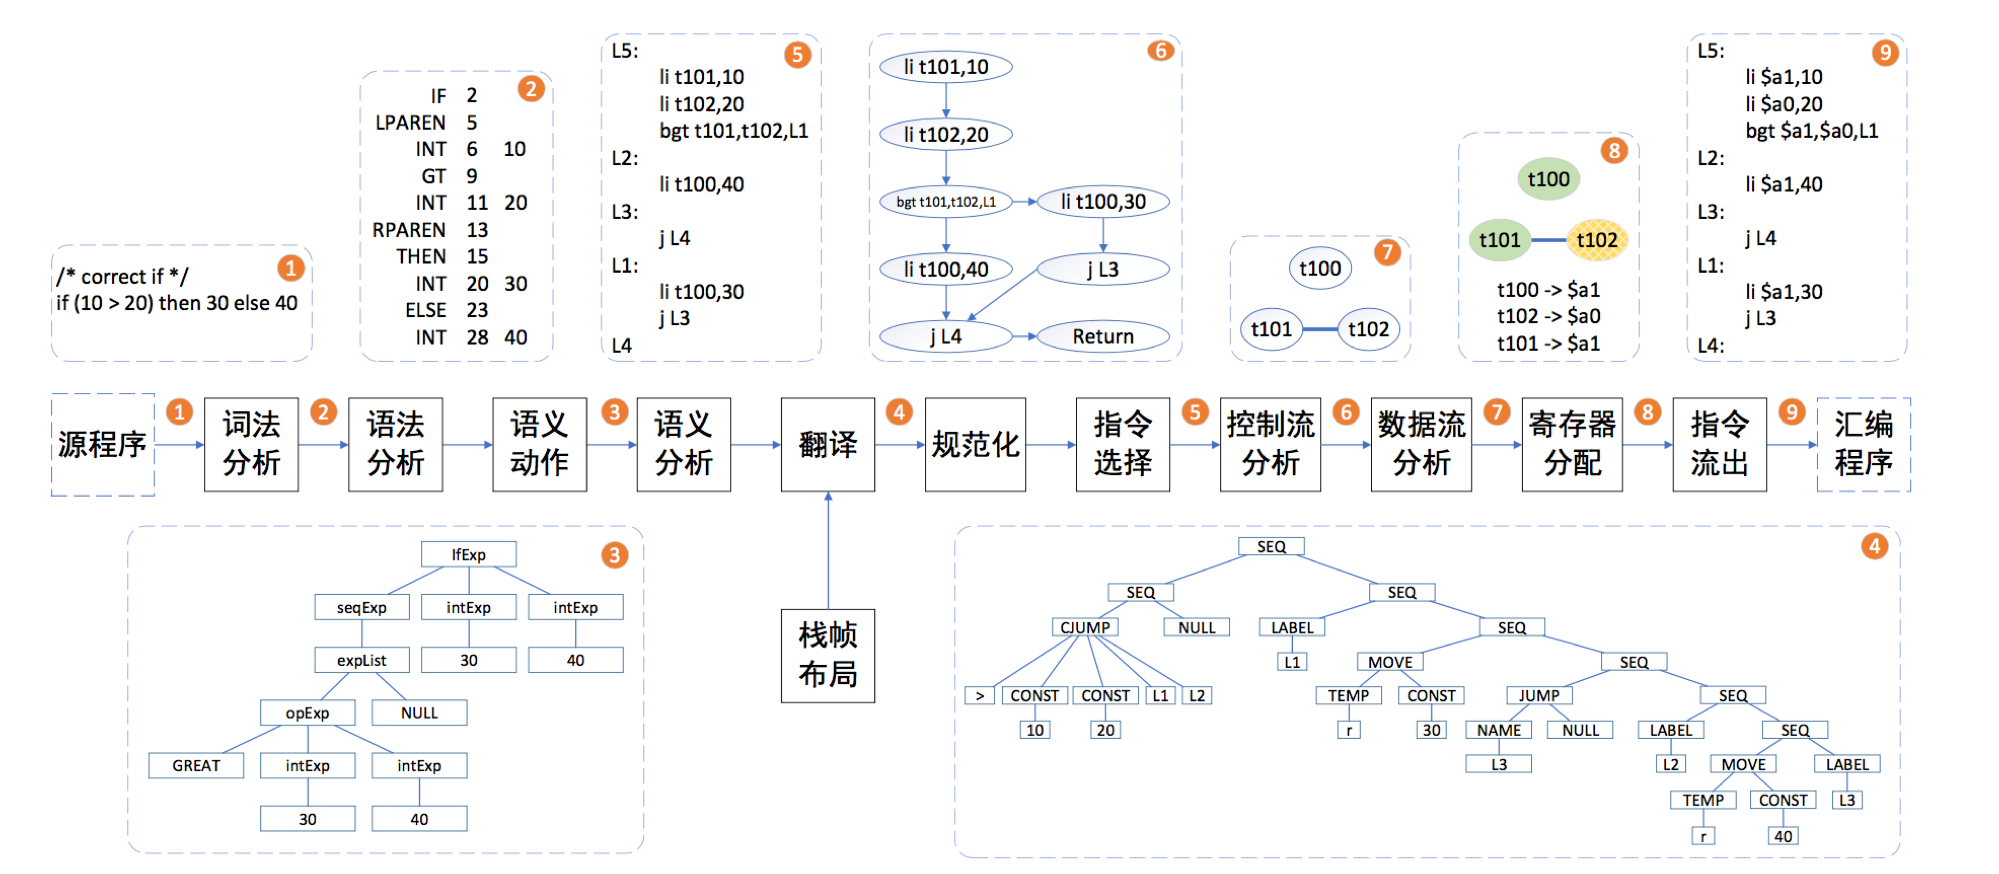 1
/* correct if */
if (10 > 20) then 30 else 40
2
IF 2
LPAREN 5
INT 6 10
GT 9
INT 11 20
RPAREN 13
THEN 15
INT 20 30
ELSE 23
INT 28 40
5
L5:
li t101,10
li t102,20
bgt t101,t102,L1
L2:
li t100,40
L3:
j L4
L1:
li t100,30
j L3
L4
6
li t101,10
li t102,20
bgt t101,t102,L1
li t100,30
li t100,40
j L3
j L4
Return
7
t100
t101
t102
8
t100
t101
t102
t100 -> $a1
t102 -> $a0
t101 -> $a1
9
L5:
li $a1,10
li $a0,20
bgt $a1,$a0,L1
L2:
li $a1,40
L3:
j L4
L1:
li $a1,30
j L3
L4:
源程序
1
词法
分析
2
语法
分析
语义
动作
3
语义
分析
翻译
4
规范化
指令
选择
5
控制流
分析
6
数据流
分析
7
寄存器
分配
8
指令
流出
9
汇编
程序
栈帧
布局
3
IfExp
seqExp
intExp
intExp
expList
30
40
opExp
NULL
GREAT
intExp
intExp
30
40
4
SEQ
SEQ
SEQ
CJUMP
NULL
LABEL
SEQ
L1
MOVE
SEQ
>
CONST
CONST
L1
L2
TEMP
CONST
JUMP
SEQ
10
20
r
30
NAME
NULL
LABEL
SEQ
L3
L2
MOVE
LABEL
TEMP
CONST
L3
r
40